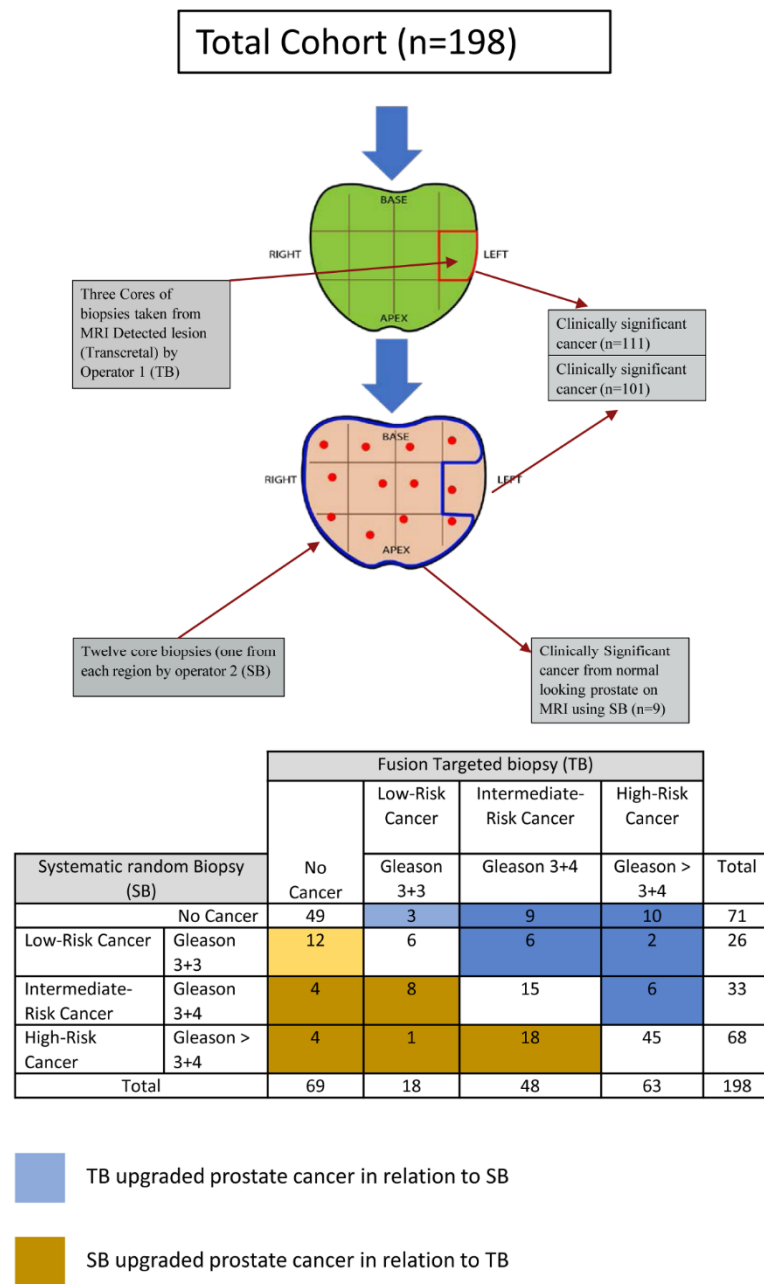 Total Cohort (n=198)
BASE
RIGHT
LEFT
APEX
Three Cores of
biopsies taken from
MRI Detected lesion
(Transcretal) by
Operator 1 (TB)
Clinically significant
cancer (n=111)
Clinically significant
cancer (n=101)
BASE
RIGHT
LEFT
APEX
Twelve core biopsies (one from
each region by operator 2 (SB)
Clinically Significant
cancer from normal
looking prostate on
MRI using SB (n=9)
Fusion Targeted biopsy (TB)
Low-Risk
Cancer
Intermediate-
Risk Cancer
High-Risk
Cancer
Systematic random Biopsy
(SB)
No
Cancer
Gleason
3+3
Gleason 3+4
Gleason >
3+4
Total
No Cancer 49 3 9 10 71
Low-Risk Cancer Gleason
3+3
12 6 6 2 26
Intermediate-
Risk Cancer
Gleason
3+4
4 8 15 6 33
High-Risk
Cancer
Gleason >
3+4
4 1 18 45 68
Total 69 18 48 63 198
TB upgraded prostate cancer in relation to SB
SB upgraded prostate cancer in relation to TB